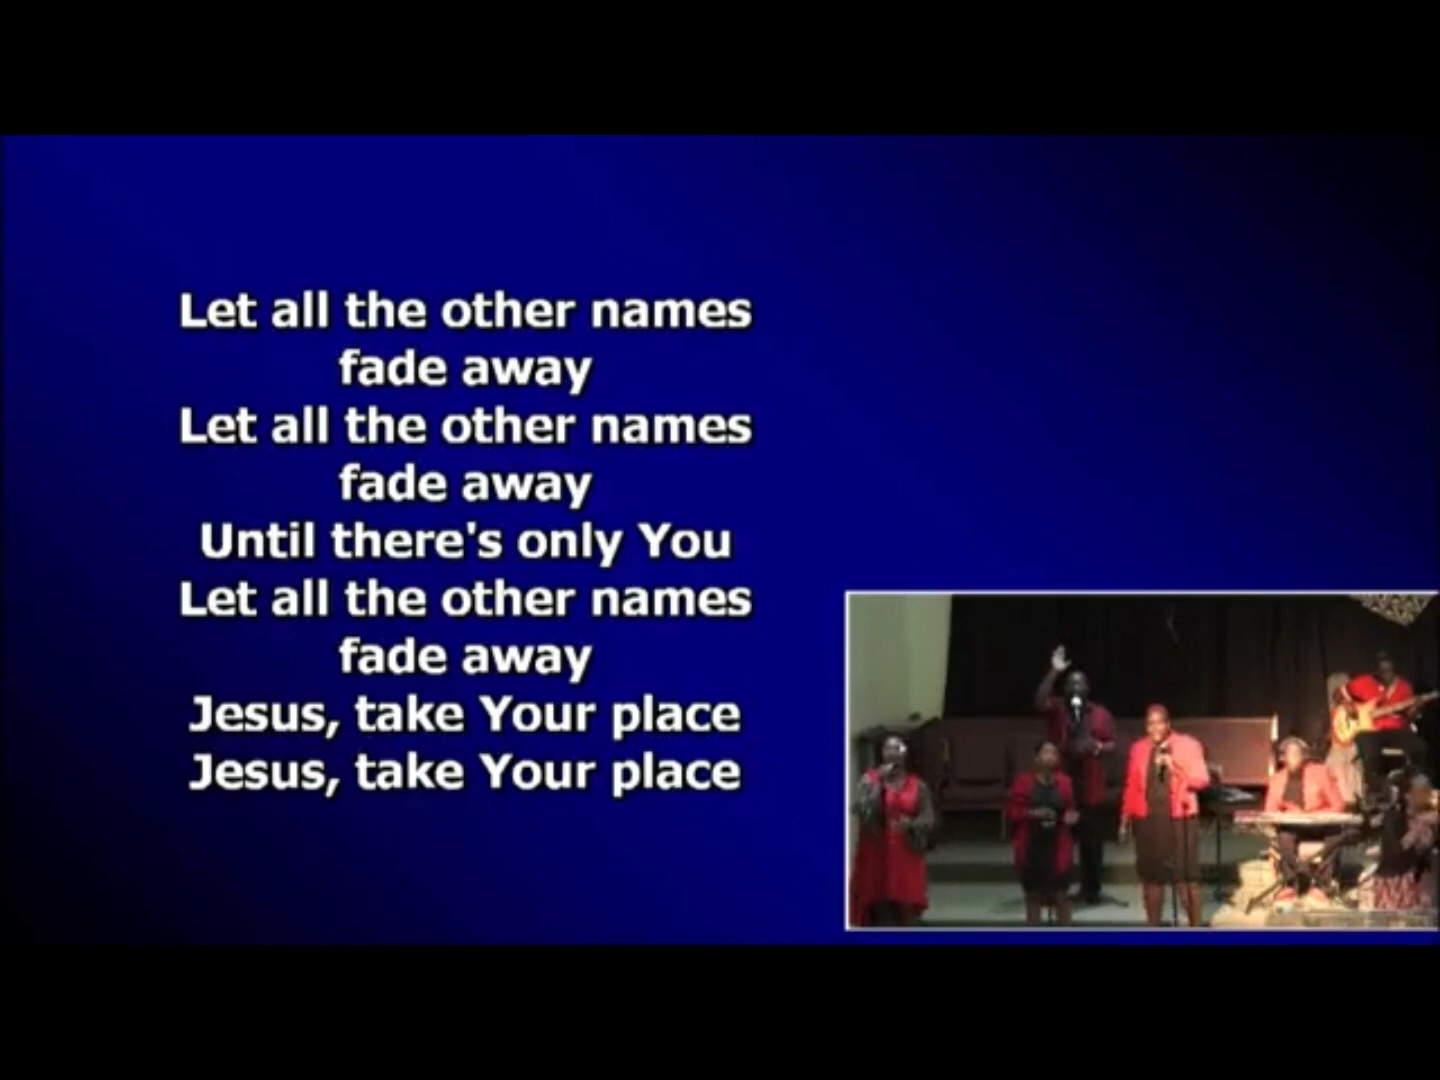 Let all the other names
fade away
Let all the other names
fade away
Until there's only You
Let all the other names
fade away
Jesus, take Your place
Jesus, take Your place